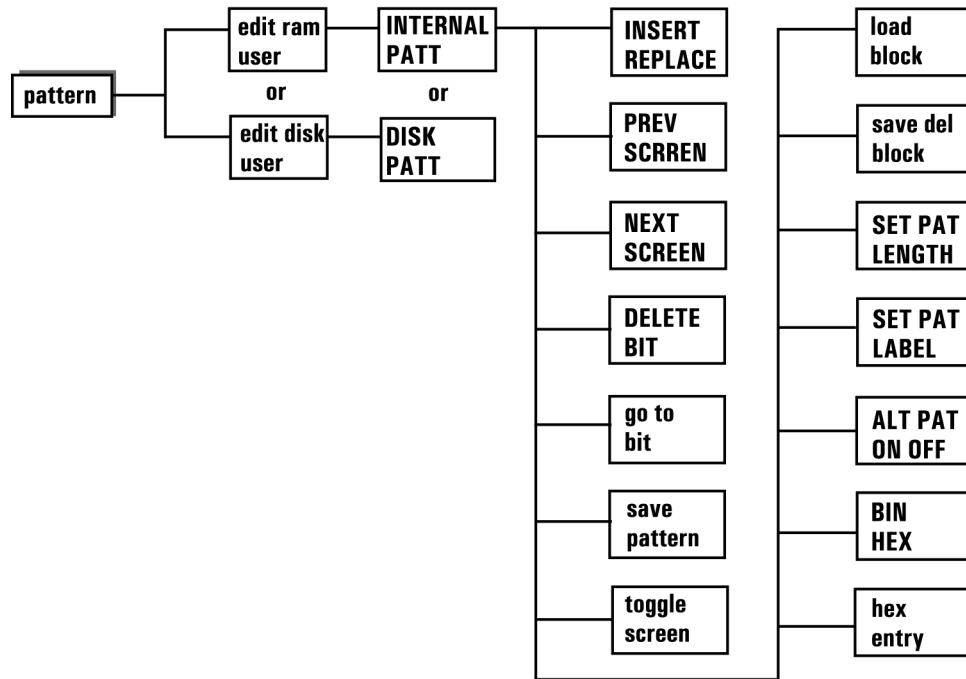 pattern
edit ram
user
or
edit disk
user
INTERNAL
PATT
or
DISK
PATT
INSERT
REPLACE
PREV
SCRREN
NEXT
SCREEN
DELETE
BIT
go to
bit
save
pattern
toggle
screen
load
block
save del
block
SET PAT
LENGTH
SET PAT
LABEL
ALT PAT
ON OFF
BIN
HEX
hex
entry